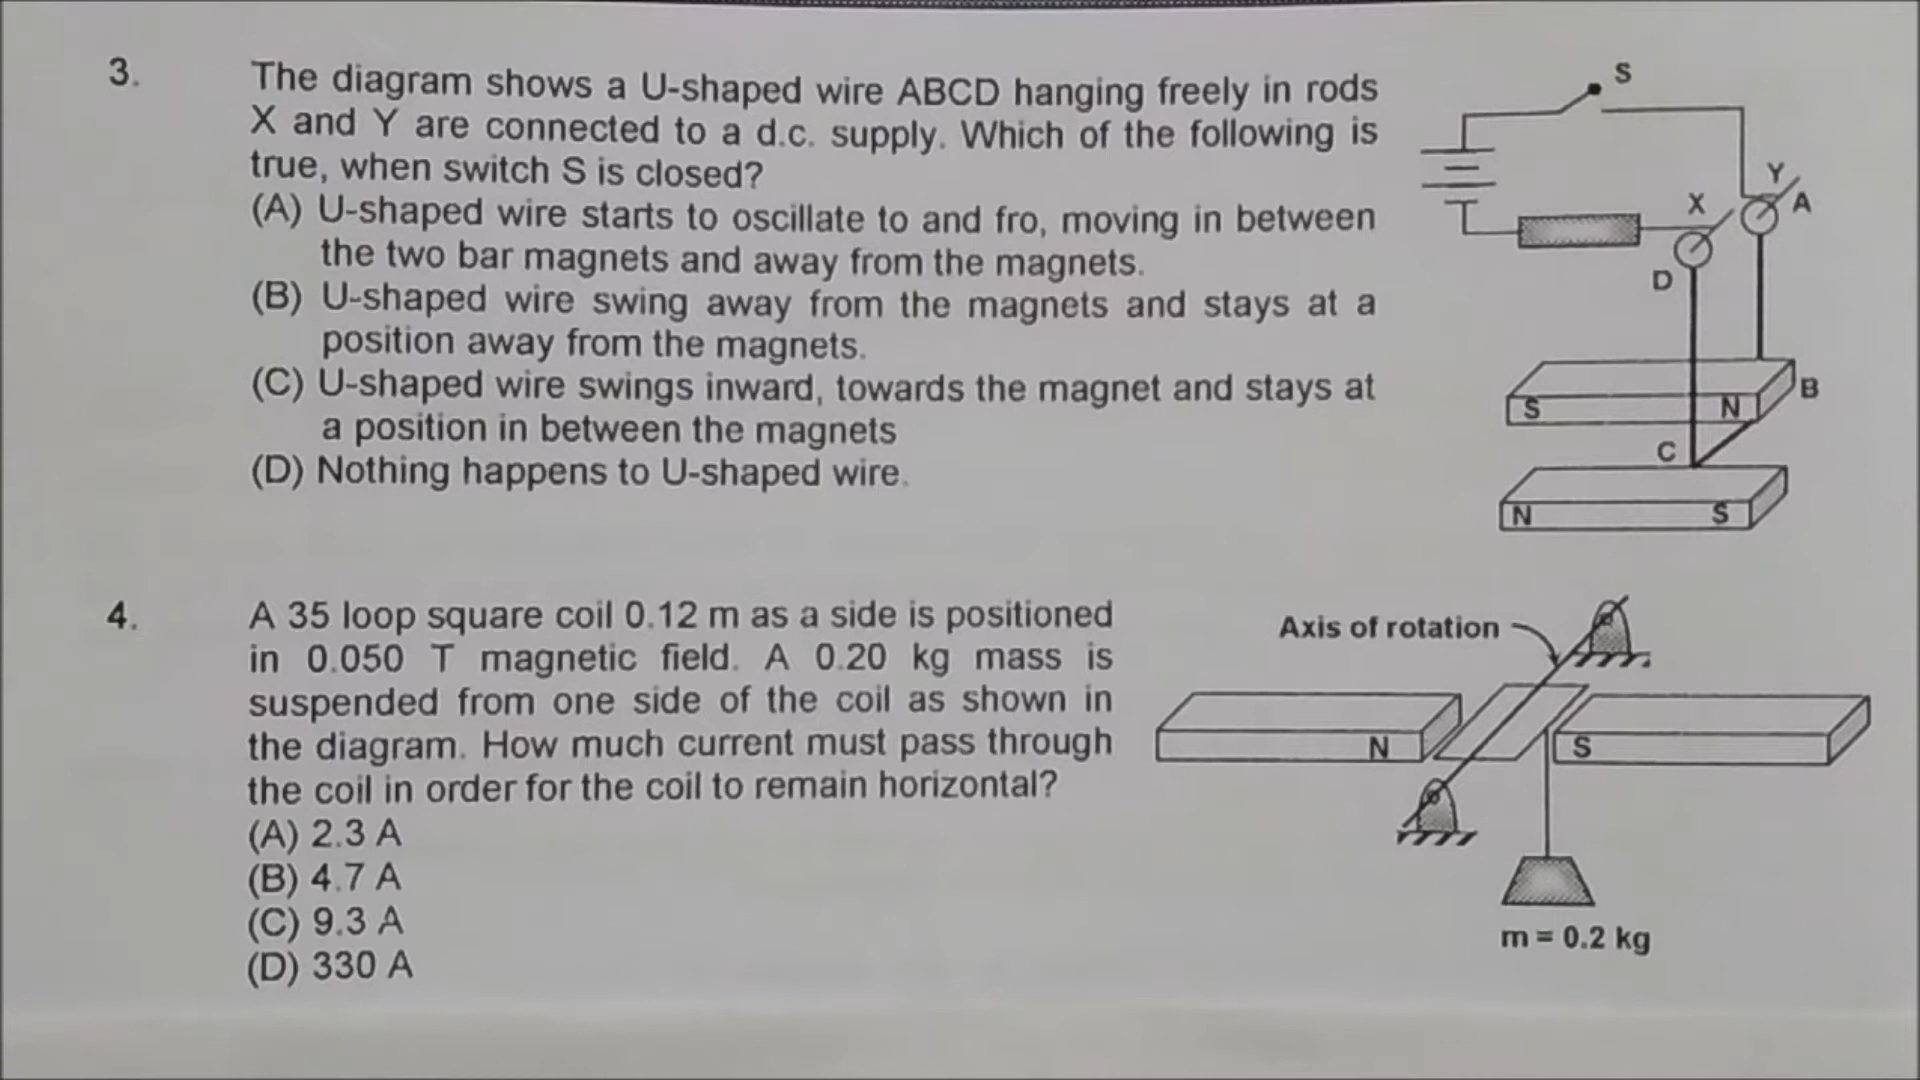 3.
The diagram shows a U-shaped wire ABCD hanging freely in rods
X and Y are connected to a d.c. supply. Which of the following is
true, when switch S is closed?
(A) U-shaped wire starts to oscillate to and fro, moving in between
the two bar magnets and away from the magnets.
(B) U-shaped wire swing away from the magnets and stays at a
position away from the magnets.
(C) U-shaped wire swings inward, towards the magnet and stays at
a position in between the magnets
(D) Nothing happens to U-shaped wire.
S
Y
X
A
D
B
S
N
C
N
S
4.
A 35 loop square coil 0.12 m as a side is positioned
in 0.050 T magnetic field. A 0.20 kg mass is
suspended from one side of the coil as shown in
the diagram. How much current must pass through
the coil in order for the coil to remain horizontal?
(A) 2.3 A
(B) 4.7 A
(C) 9.3 A
(D) 330 A
Axis of rotation
N
S
m = 0.2 kg